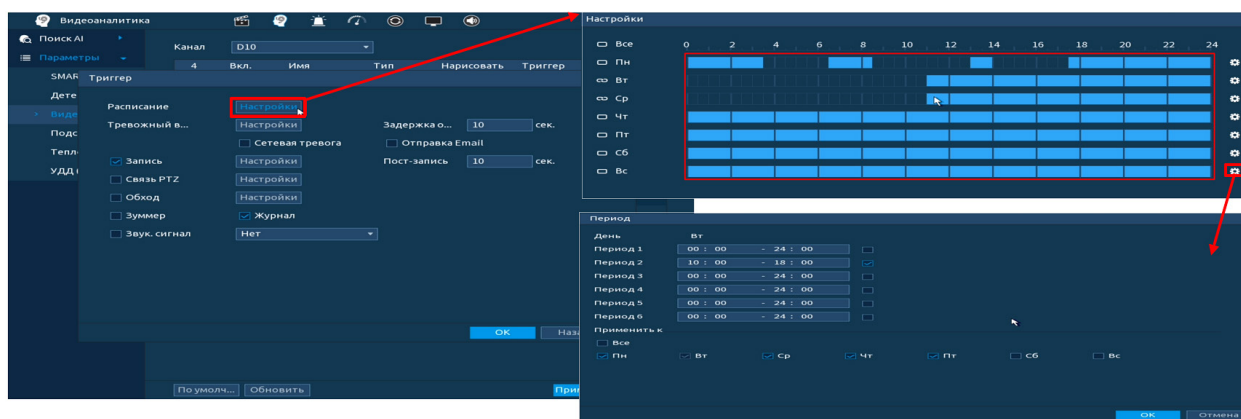 Видеоаналитика
Поиск AI
Параметры
SMAR
Дете
Виде
Подс
Тепл
УДД
Канал D10
4 Вкл. Имя Тип Нарисовать Триггер
Триггер
Расписание Настройки
Тревожный в... Настройки Задержка о... 10 сек.
Сетевая тревога Отправка Email
Запись Настройки Пост-запись 10 сек.
Связь PTZ Настройки
Обход Настройки
Зуммер Журнал
Звук. сигнал Нет
OK Наза
По умолч... Обновить При
Настройки
Все 0 2 4 6 8 10 12 14 16 18 20 22 24
Пн
Вт
Ср
Чт
Пт
Сб
Вс
Период
День Вт
Период 1 00 : 00 - 24 : 00
Период 2 10 : 00 - 18 : 00
Период 3 00 : 00 - 24 : 00
Период 4 00 : 00 - 24 : 00
Период 5 00 : 00 - 24 : 00
Период 6 00 : 00 - 24 : 00
Применить к
Все
Пн Вт Ср Чт Пт Сб Вс
OK Отмена